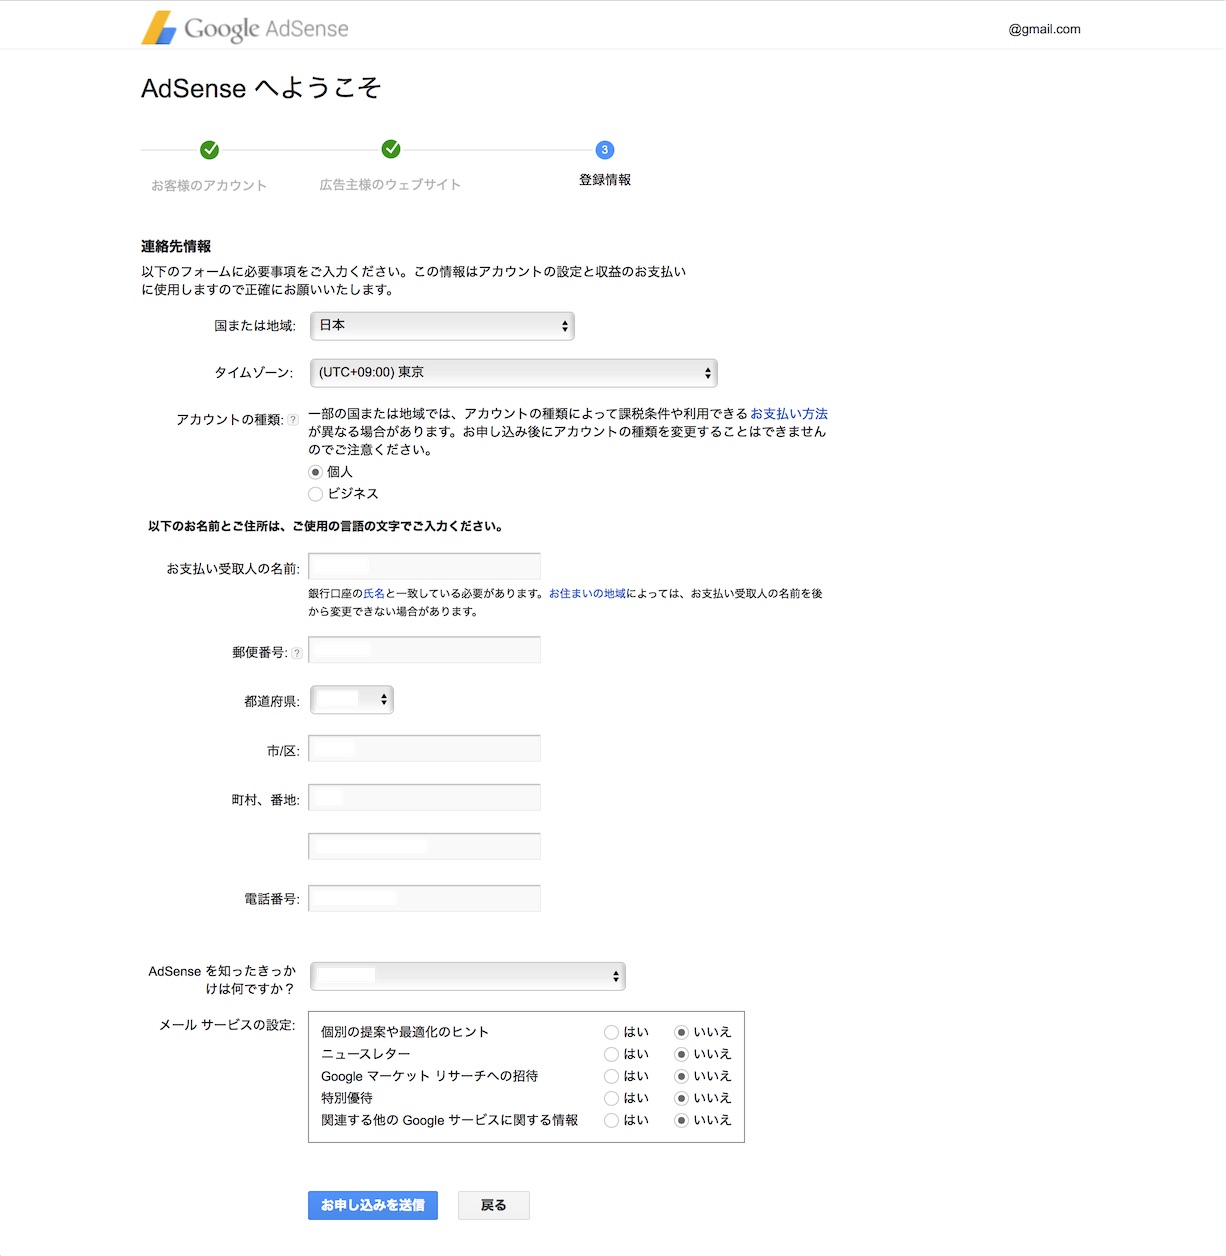 Google AdSense
@gmail.com
AdSense へようこそ
3
お客様のアカウント
広告主様のウェブサイト
登録情報
連絡先情報
以下のフォームに必要事項をご入力ください。この情報はアカウントの設定と収益のお支払い
に使用しますので正確にお願いいたします。
国または地域: 日本
タイムゾーン: (UTC+09:00) 東京
アカウントの種類: ? 一部の国または地域では、アカウントの種類によって課税条件や利用できるお支払い方法
が異なる場合があります。お申し込み後にアカウントの種類を変更することはできません
のでご注意ください。
個人
ビジネス
以下のお名前とご住所は、ご使用の言語の文字でご入力ください。
お支払い受取人の名前:
銀行口座の氏名と一致している必要があります。お住まいの地域によっては、お支払い受取人の名前を後
から変更できない場合があります。
郵便番号: ?
都道府県:
市/区:
町村、番地:
電話番号:
AdSense を知ったきっか
けは何ですか？
メール サービスの設定:
個別の提案や最適化のヒント はい いいえ
ニュースレター はい いいえ
Google マーケット リサーチへの招待 はい いいえ
特別優待 はい いいえ
関連する他の Google サービスに関する情報 はい いいえ
お申し込みを送信 戻る